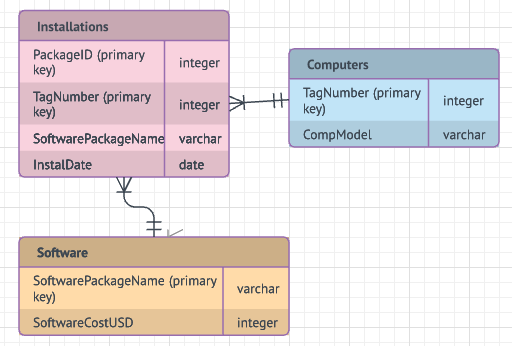 Installations
PackageID (primary
key)
integer
TagNumber (primary
key)
integer
SoftwarePackageName
varchar
InstalDate
date
Computers
TagNumber (primary
key)
integer
CompModel
varchar
Software
SoftwarePackageName (primary
key)
varchar
SoftwareCostUSD
integer